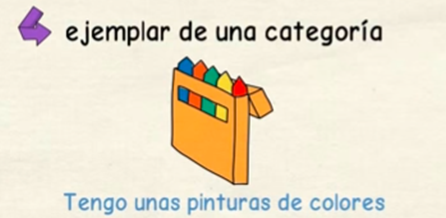 ejemplar de una categoría
Tengo unas pinturas de colores